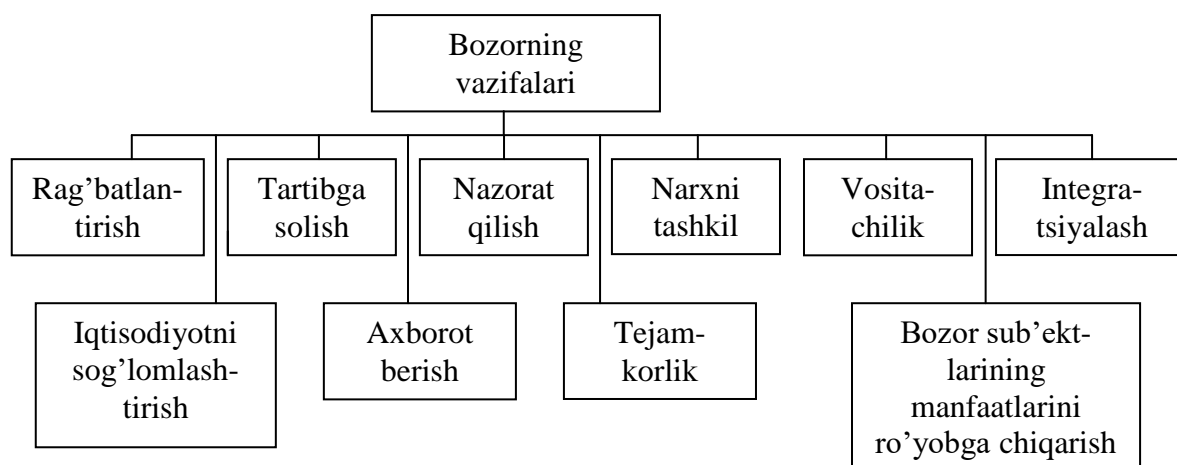 Bozorning
vazifalari
Rag’batlan-
tirish
Tartibga
solish
Nazorat
qilish
Narxni
tashkil
Vosita-
chilik
Integra-
tsiyalash
Iqtisodiyotni
sog’lomlash-
tirish
Axborot
berish
Tejam-
korlik
Bozor sub’ekt-
larining
manfaatlarini
ro’yobga chiqarish